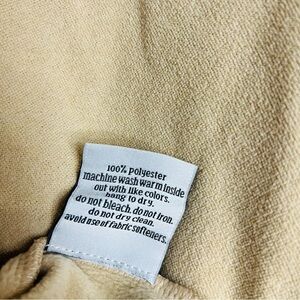 100% polyester
machine wash warm inside
out with like colors.
hang to dry.
do not bleach. do not iron.
do not dry clean.
avoid use of fabric softeners.